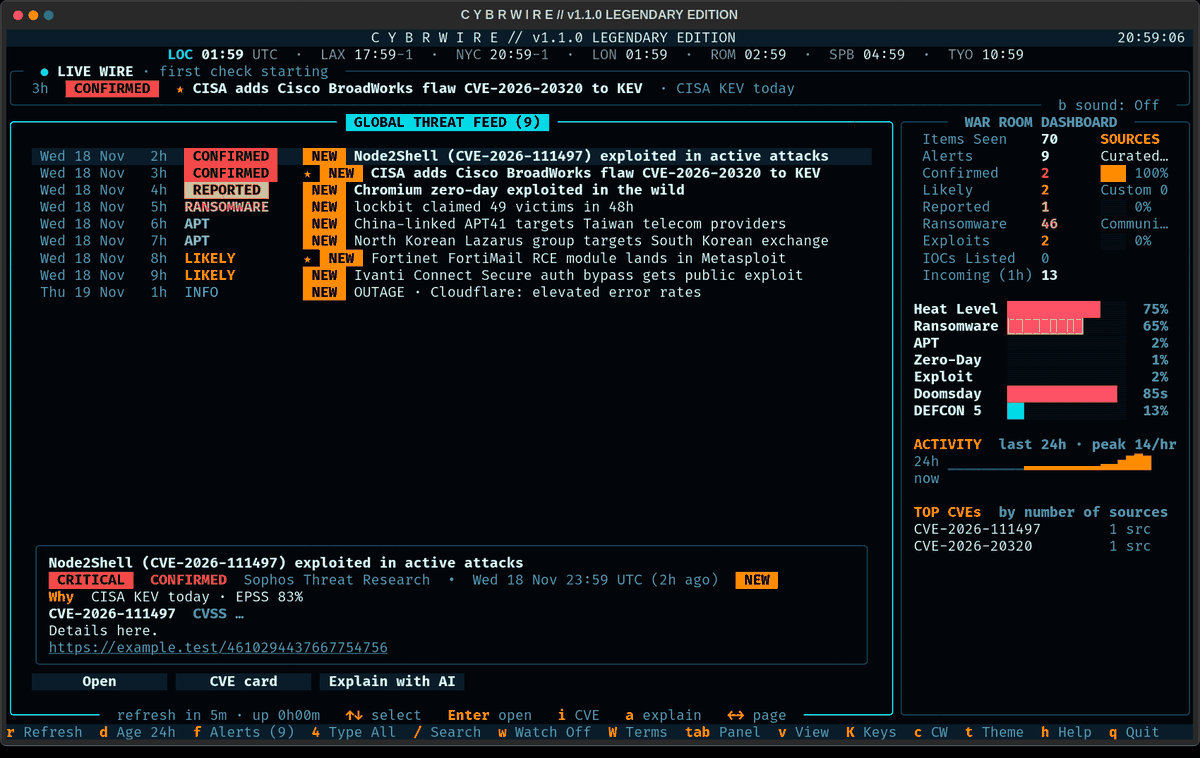 C Y B R W I R E // v1.1.0 LEGENDARY EDITION
C Y B R W I R E // v1.1.0 LEGENDARY EDITION 20:59:06
LOC 01:59 UTC · LAX 17:59-1 · NYC 20:59-1 · LON 01:59 · ROM 02:59 · SPB 04:59 · TYO 10:59
● LIVE WIRE · first check starting
3h CONFIRMED ★ CISA adds Cisco BroadWorks flaw CVE-2026-20320 to KEV · CISA KEV today
b sound: Off
GLOBAL THREAT FEED (9)
Wed 18 Nov 2h CONFIRMED NEW Node2Shell (CVE-2026-111497) exploited in active attacks
Wed 18 Nov 3h CONFIRMED ★ NEW CISA adds Cisco BroadWorks flaw CVE-2026-20320 to KEV
Wed 18 Nov 4h REPORTED NEW Chromium zero-day exploited in the wild
Wed 18 Nov 5h RANSOMWARE NEW lockbit claimed 49 victims in 48h
Wed 18 Nov 6h APT NEW China-linked APT41 targets Taiwan telecom providers
Wed 18 Nov 7h APT NEW North Korean Lazarus group targets South Korean exchange
Wed 18 Nov 8h LIKELY ★ NEW Fortinet FortiMail RCE module lands in Metasploit
Wed 18 Nov 9h LIKELY NEW Ivanti Connect Secure auth bypass gets public exploit
Thu 19 Nov 1h INFO NEW OUTAGE · Cloudflare: elevated error rates
Node2Shell (CVE-2026-111497) exploited in active attacks
CRITICAL CONFIRMED Sophos Threat Research • Wed 18 Nov 23:59 UTC (2h ago) NEW
Why CISA KEV today · EPSS 83%
CVE-2026-111497 CVSS …
Details here.
https://example.test/4610294437667754756
Open CVE card Explain with AI
refresh in 5m · up 0h00m ↑↓ select Enter open i CVE a explain ↔ page
WAR ROOM DASHBOARD
Items Seen 70 SOURCES
Alerts 9 Curated…
Confirmed 2 100%
Likely 2 Custom 0
Reported 1 0%
Ransomware 46 Communi…
Exploits 2 0%
IOCs Listed 0
Incoming (1h) 13
Heat Level 75%
Ransomware 65%
APT 2%
Zero-Day 1%
Exploit 2%
Doomsday 85s
DEFCON 5 13%
ACTIVITY last 24h · peak 14/hr
24h
now
TOP CVEs by number of sources
CVE-2026-111497 1 src
CVE-2026-20320 1 src
r Refresh d Age 24h f Alerts (9) 4 Type All / Search w Watch Off W Terms tab Panel v View K Keys c CW t Theme h Help q Quit